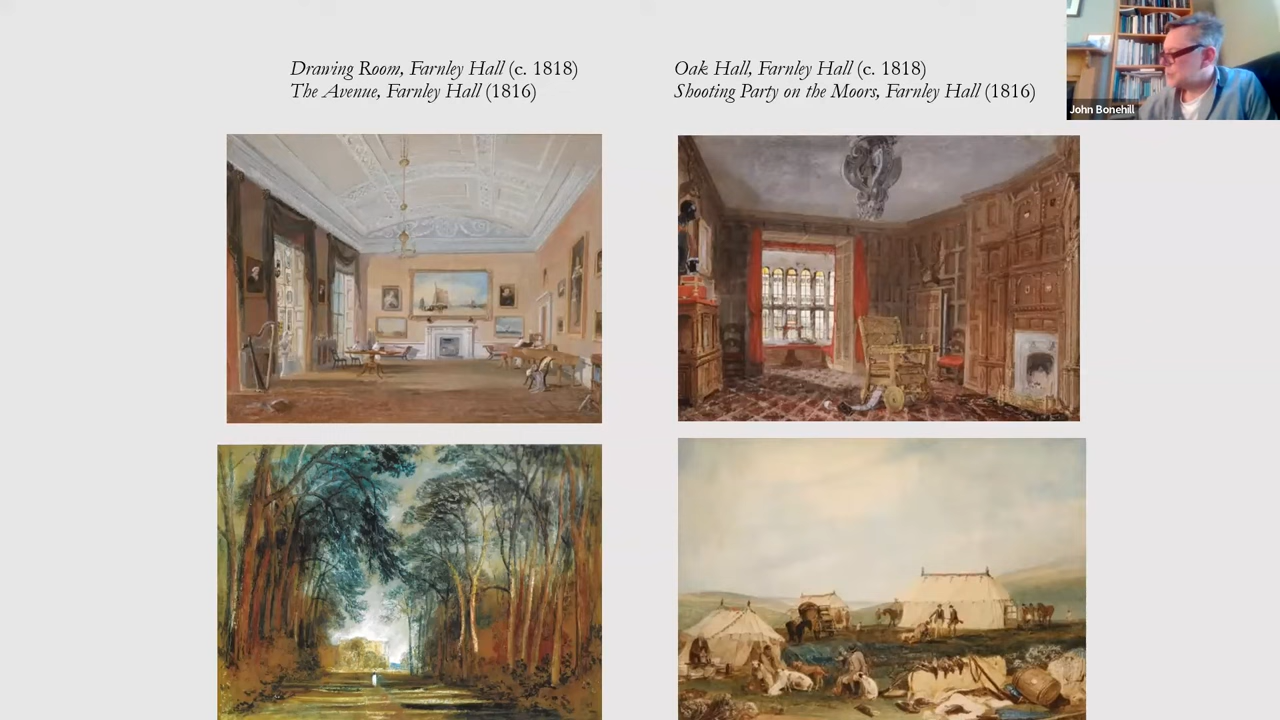 Drawing Room, Farnley Hall (c. 1818)
The Avenue, Farnley Hall (1816)
Oak Hall, Farnley Hall (c. 1818)
Shooting Party on the Moors, Farnley Hall (1816)
John Bonehill